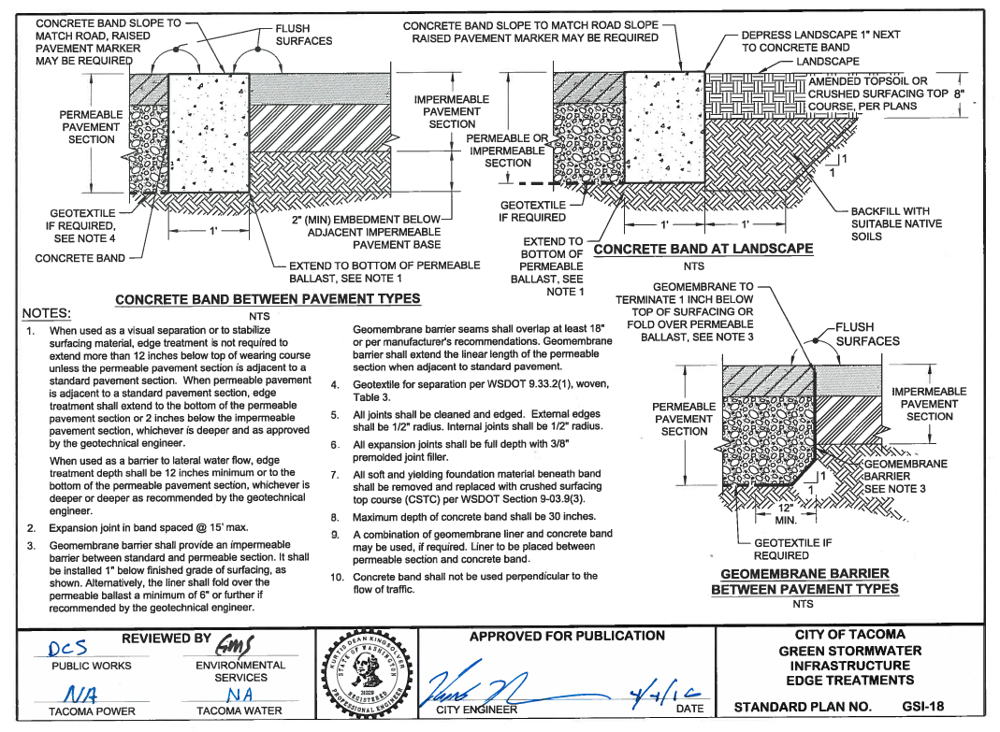 CONCRETE BAND SLOPE TO
MATCH ROAD, RAISED
PAVEMENT MARKER
MAY BE REQUIRED
FLUSH
SURFACES
PERMEABLE
PAVEMENT
SECTION
IMPERMEABLE
PAVEMENT
SECTION
GEOTEXTILE
IF REQUIRED,
SEE NOTE 4
CONCRETE BAND
1'
2" (MIN) EMBEDMENT BELOW
ADJACENT IMPERMEABLE
PAVEMENT BASE
EXTEND TO BOTTOM OF PERMEABLE
BALLAST, SEE NOTE 1
CONCRETE BAND BETWEEN PAVEMENT TYPES
NTS
CONCRETE BAND SLOPE TO MATCH ROAD SLOPE
RAISED PAVEMENT MARKER MAY BE REQUIRED
DEPRESS LANDSCAPE 1" NEXT
TO CONCRETE BAND
LANDSCAPE
AMENDED TOPSOIL OR
CRUSHED SURFACING TOP
COURSE, PER PLANS
8"
PERMEABLE OR
IMPERMEABLE
SECTION
1
1
GEOTEXTILE
IF REQUIRED
1'
1'
BACKFILL WITH
SUITABLE NATIVE
SOILS
EXTEND TO
BOTTOM OF
PERMEABLE
BALLAST, SEE
NOTE 1
CONCRETE BAND AT LANDSCAPE
NTS
GEOMEMBRANE TO
TERMINATE 1 INCH BELOW
TOP OF SURFACING OR
FOLD OVER PERMEABLE
BALLAST, SEE NOTE 3
FLUSH
SURFACES
PERMEABLE
PAVEMENT
SECTION
IMPERMEABLE
PAVEMENT
SECTION
GEOMEMBRANE
BARRIER
SEE NOTE 3
1
1
12"
MIN.
GEOTEXTILE IF
REQUIRED
GEOMEMBRANE BARRIER
BETWEEN PAVEMENT TYPES
NTS
NOTES:
1. When used as a visual separation or to stabilize
surfacing material, edge treatment is not required to
extend more than 12 inches below top of wearing course
unless the permeable pavement section is adjacent to a
standard pavement section. When permeable pavement
is adjacent to a standard pavement section, edge
treatment shall extend to the bottom of the permeable
pavement section or 2 inches below the impermeable
pavement section, whichever is deeper and as approved
by the geotechnical engineer.
When used as a barrier to lateral water flow, edge
treatment depth shall be 12 inches minimum or to the
bottom of the permeable pavement section, whichever is
deeper or deeper as recommended by the geotechnical
engineer.
2. Expansion joint in band spaced @ 15' max.
3. Geomembrane barrier shall provide an impermeable
barrier between standard and permeable section. It shall
be installed 1" below finished grade of surfacing, as
shown. Alternatively, the liner shall fold over the
permeable ballast a minimum of 6" or further if
recommended by the geotechnical engineer.
Geomembrane barrier seams shall overlap at least 18"
or per manufacturer's recommendations. Geomembrane
barrier shall extend the linear length of the permeable
section when adjacent to standard pavement.
4. Geotextile for separation per WSDOT 9.33.2(1), woven,
Table 3.
5. All joints shall be cleaned and edged. External edges
shall be 1/2" radius. Internal joints shall be 1/2" radius.
6. All expansion joints shall be full depth with 3/8"
premolded joint filler.
7. All soft and yielding foundation material beneath band
shall be removed and replaced with crushed surfacing
top course (CSTC) per WSDOT Section 9-03.9(3).
8. Maximum depth of concrete band shall be 30 inches.
9. A combination of geomembrane liner and concrete band
may be used, if required. Liner to be placed between
permeable section and concrete band.
10. Concrete band shall not be used perpendicular to the
flow of traffic.
REVIEWED BY
DCS
PUBLIC WORKS
GMS
ENVIRONMENTAL
SERVICES
NA
TACOMA POWER
NA
TACOMA WATER
KURTIS DEAN KINGSOLVER
STATE OF WASHINGTON
REGISTERED
PROFESSIONAL ENGINEER
APPROVED FOR PUBLICATION
CITY ENGINEER
DATE
CITY OF TACOMA
GREEN STORMWATER
INFRASTRUCTURE
EDGE TREATMENTS
STANDARD PLAN NO. GSI-18